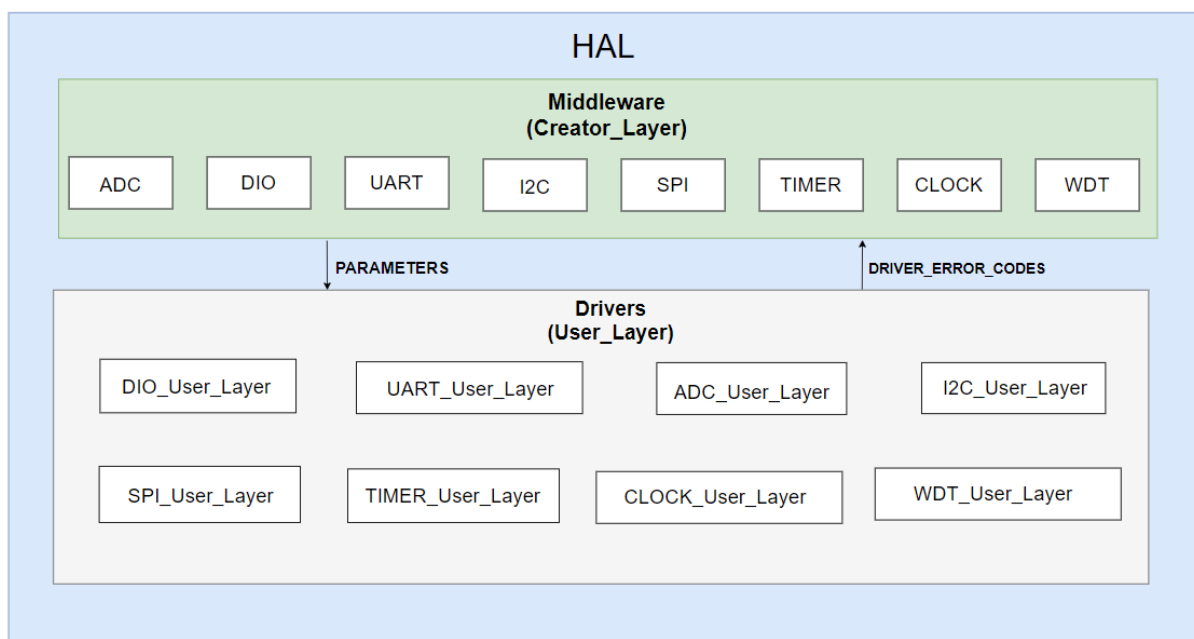 HAL
Middleware
(Creator_Layer)
ADC
DIO
UART
I2C
SPI
TIMER
CLOCK
WDT
PARAMETERS
DRIVER_ERROR_CODES
Drivers
(User_Layer)
DIO_User_Layer
UART_User_Layer
ADC_User_Layer
I2C_User_Layer
SPI_User_Layer
TIMER_User_Layer
CLOCK_User_Layer
WDT_User_Layer